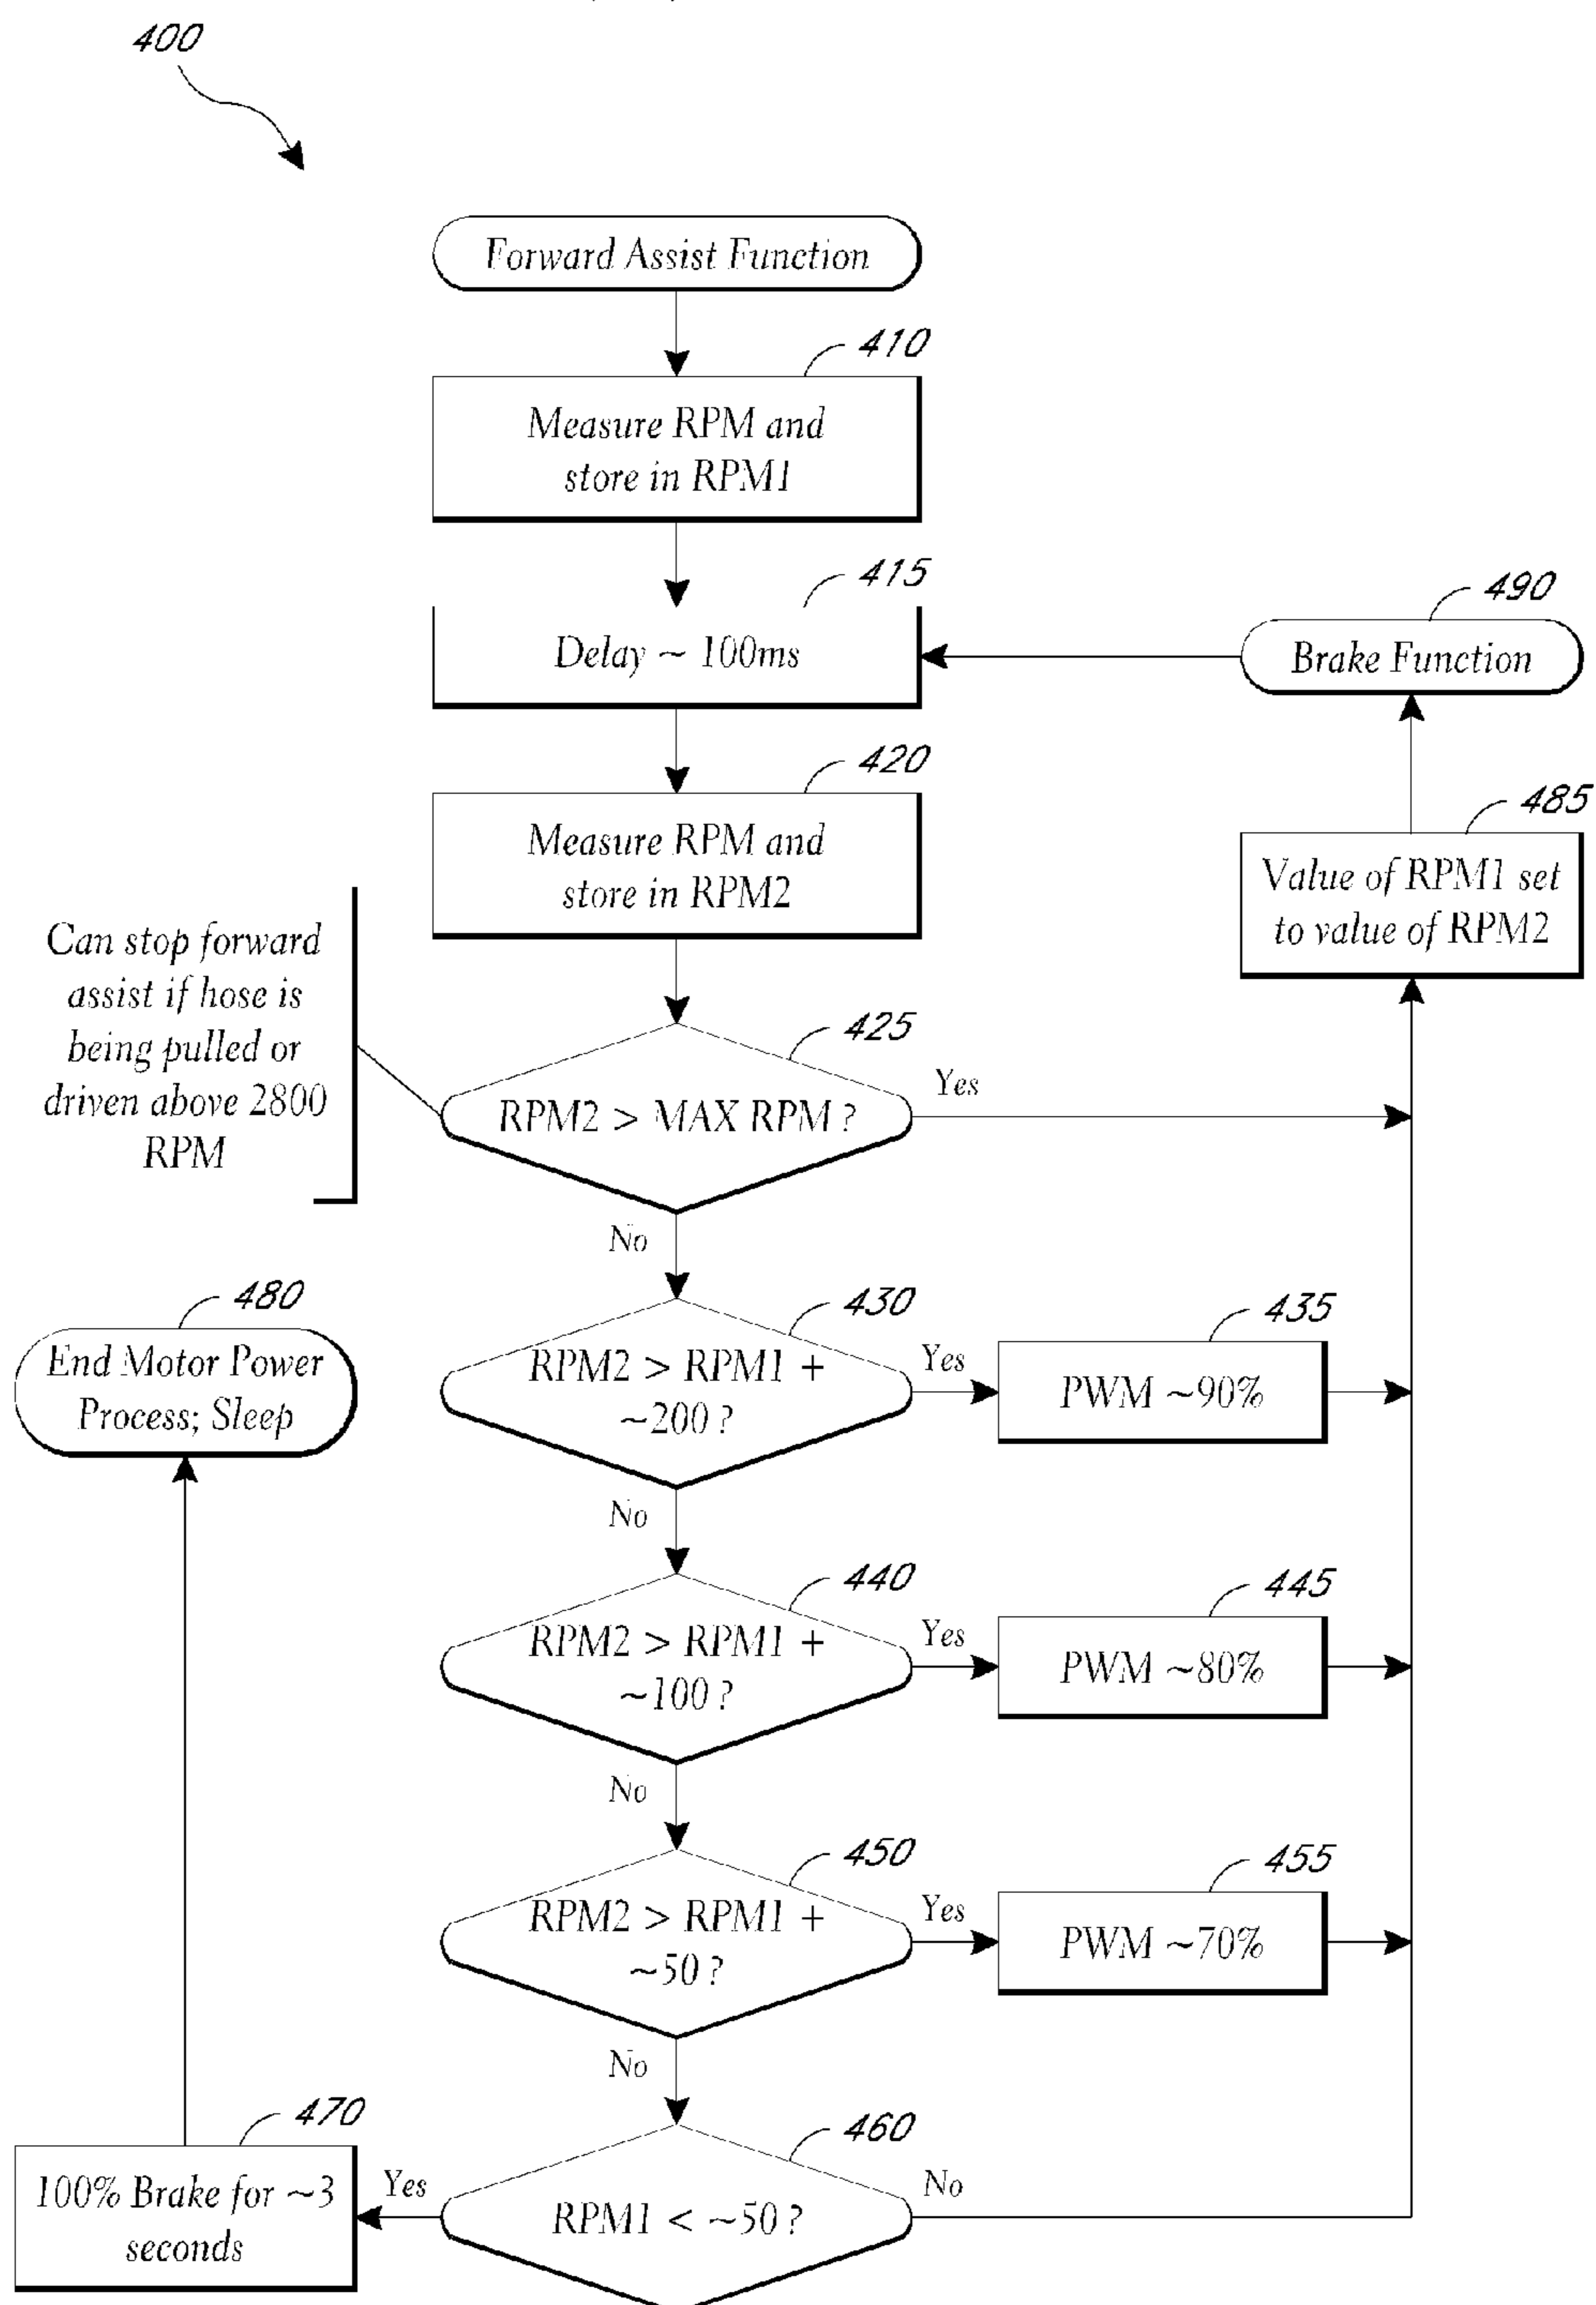 400
Forward Assist Function
410
Measure RPM and
store in RPM1
415
Delay ~ 100ms
490
Brake Function
420
Measure RPM and
store in RPM2
485
Value of RPM1 set
to value of RPM2
Can stop forward
assist if hose is
being pulled or
driven above 2800
RPM
425
RPM2 > MAX RPM ?
Yes
No
480
End Motor Power
Process; Sleep
430
RPM2 > RPM1 +
~200 ?
Yes
435
PWM ~90%
No
440
RPM2 > RPM1 +
~100 ?
Yes
445
PWM ~80%
No
450
RPM2 > RPM1 +
~50 ?
Yes
455
PWM ~70%
No
470
100% Brake for ~3
seconds
Yes
460
RPM1 < ~50 ?
No